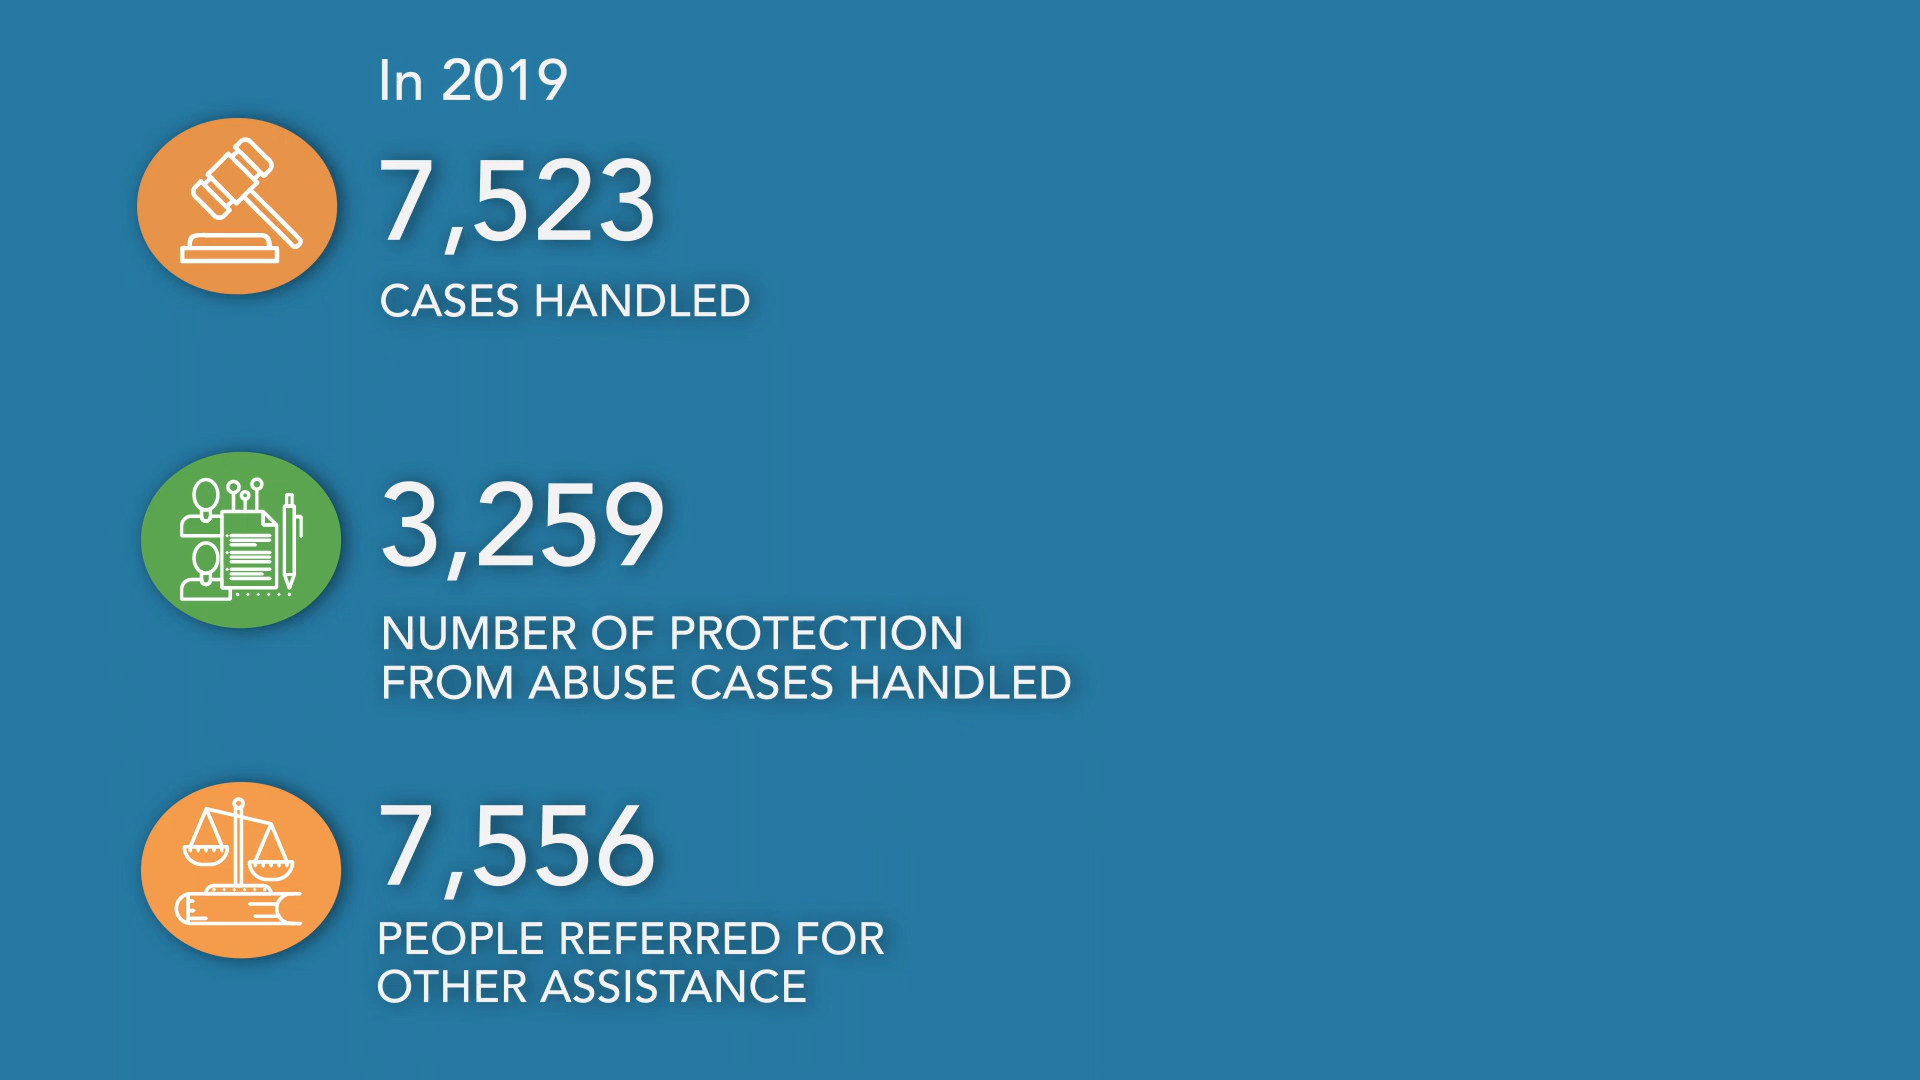 In 2019
7,523
CASES HANDLED
3,259
NUMBER OF PROTECTION
FROM ABUSE CASES HANDLED
7,556
PEOPLE REFERRED FOR
OTHER ASSISTANCE